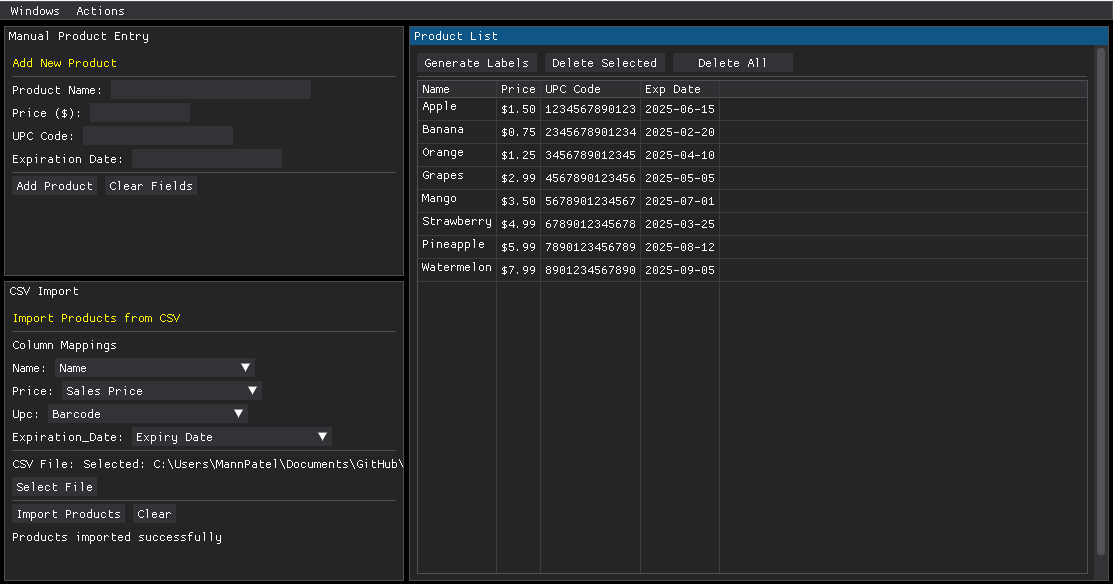 Windows Actions
Manual Product Entry
Add New Product
Product Name:
Price ($):
UPC Code:
Expiration Date:
Add Product Clear Fields
CSV Import
Import Products from CSV
Column Mappings
Name: Name
Price: Sales Price
Upc: Barcode
Expiration_Date: Expiry Date
CSV File: Selected: C:\Users\MannPatel\Documents\GitHub\
Select File
Import Products Clear
Products imported successfully
Product List
Generate Labels Delete Selected Delete All
Name Price UPC Code Exp Date
Apple $1.50 1234567890123 2025-06-15
Banana $0.75 2345678901234 2025-02-20
Orange $1.25 3456789012345 2025-04-10
Grapes $2.99 4567890123456 2025-05-05
Mango $3.50 5678901234567 2025-07-01
Strawberry $4.99 6789012345678 2025-03-25
Pineapple $5.99 7890123456789 2025-08-12
Watermelon $7.99 8901234567890 2025-09-05